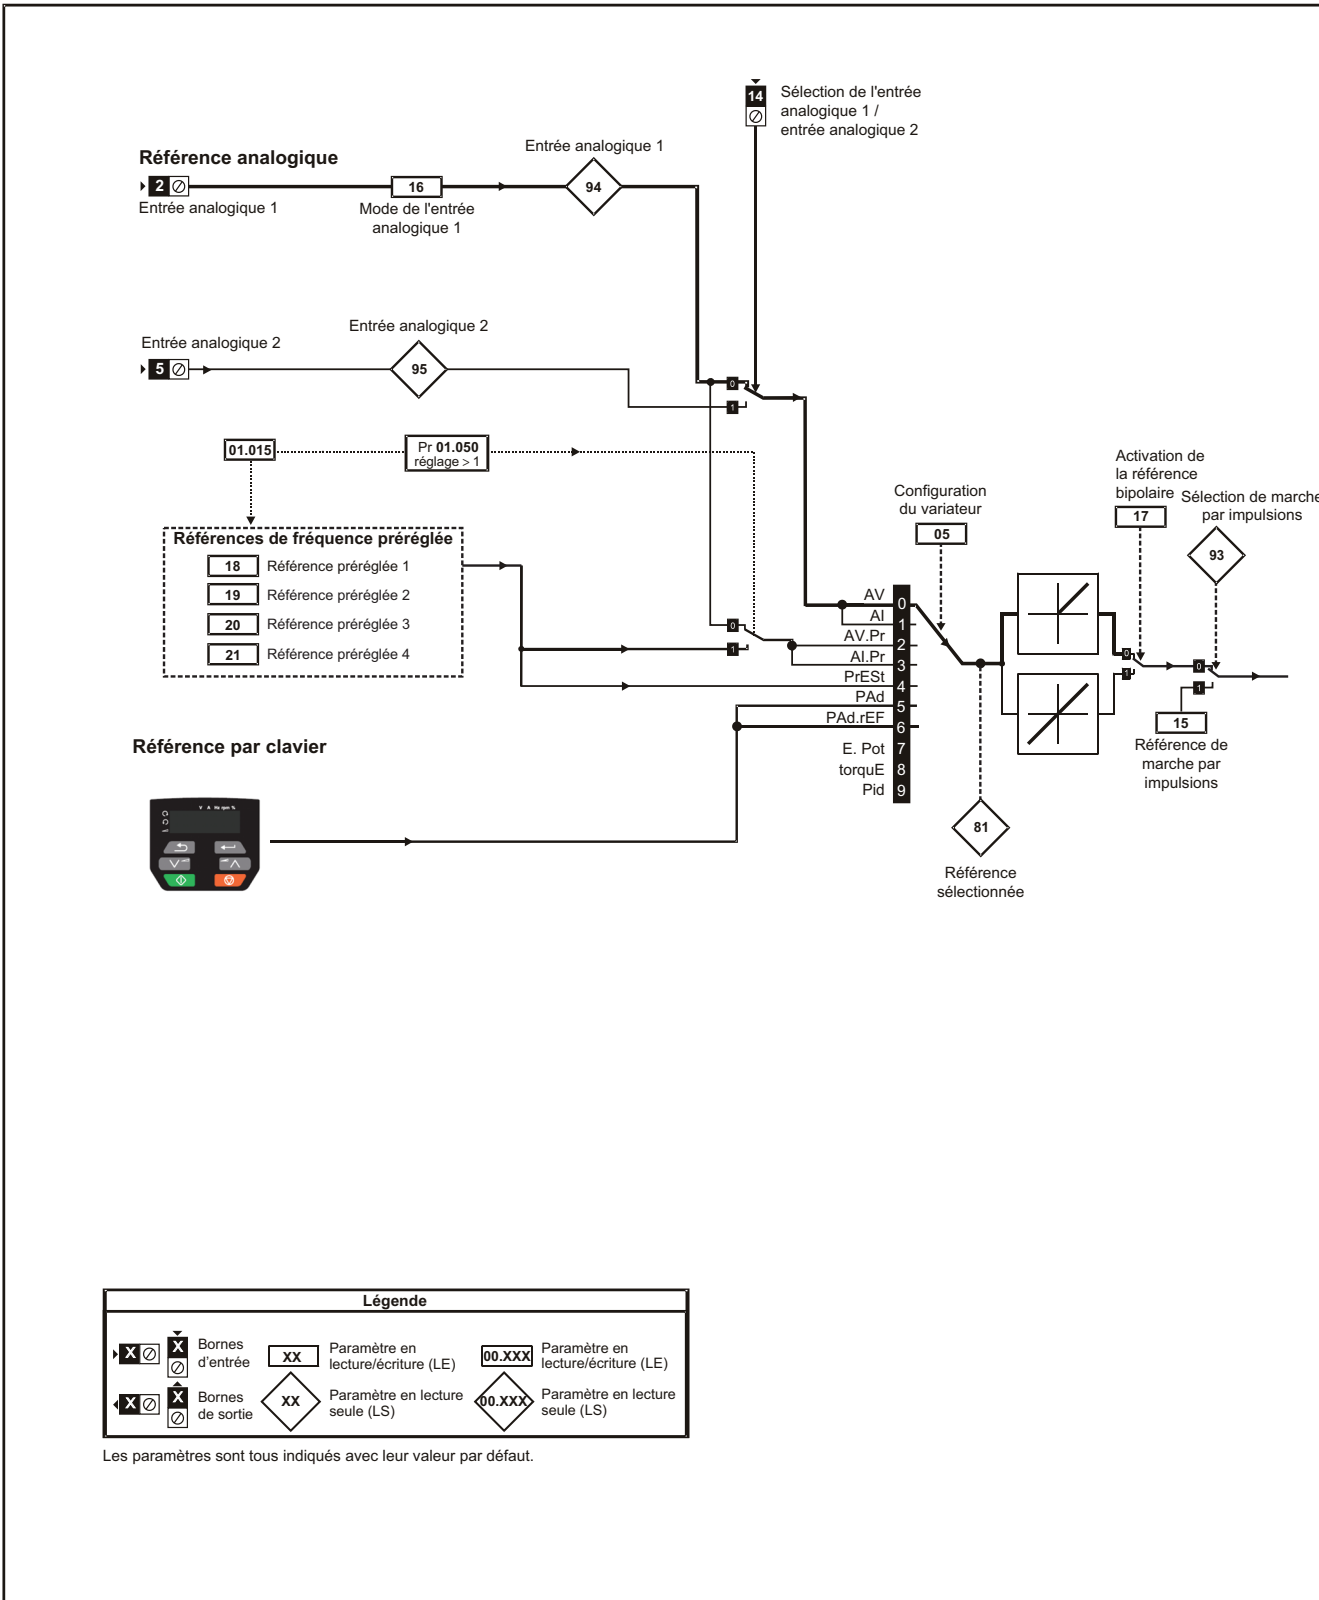 14
Sélection de l'entrée
analogique 1 /
entrée analogique 2
Entrée analogique 1
Référence analogique
2
16
94
Entrée analogique 1
Mode de l'entrée
analogique 1
Entrée analogique 2
Entrée analogique 2
5
95
0
1
01.015
Pr 01.050
réglage > 1
Activation de
la référence
bipolaire
Sélection de marche
par impulsions
Configuration
du variateur
17
05
93
Références de fréquence préréglée
18 Référence préréglée 1
19 Référence préréglée 2
20 Référence préréglée 3
21 Référence préréglée 4
0
1
AV 0
AI 1
AV.Pr 2
AI.Pr 3
PrESt 4
PAd 5
PAd.rEF 6
E. Pot 7
torquE 8
Pid 9
0
1
0
1
15
Référence de
marche par
impulsions
81
Référence
sélectionnée
Référence par clavier
V A Hz rpm %
Légende
X
X
Bornes
d'entrée
XX
Paramètre en
lecture/écriture (LE)
00.XXX
Paramètre en
lecture/écriture (LE)
X
X
Bornes
de sortie
XX
Paramètre en lecture
seule (LS)
00.XXX
Paramètre en lecture
seule (LS)
Les paramètres sont tous indiqués avec leur valeur par défaut.